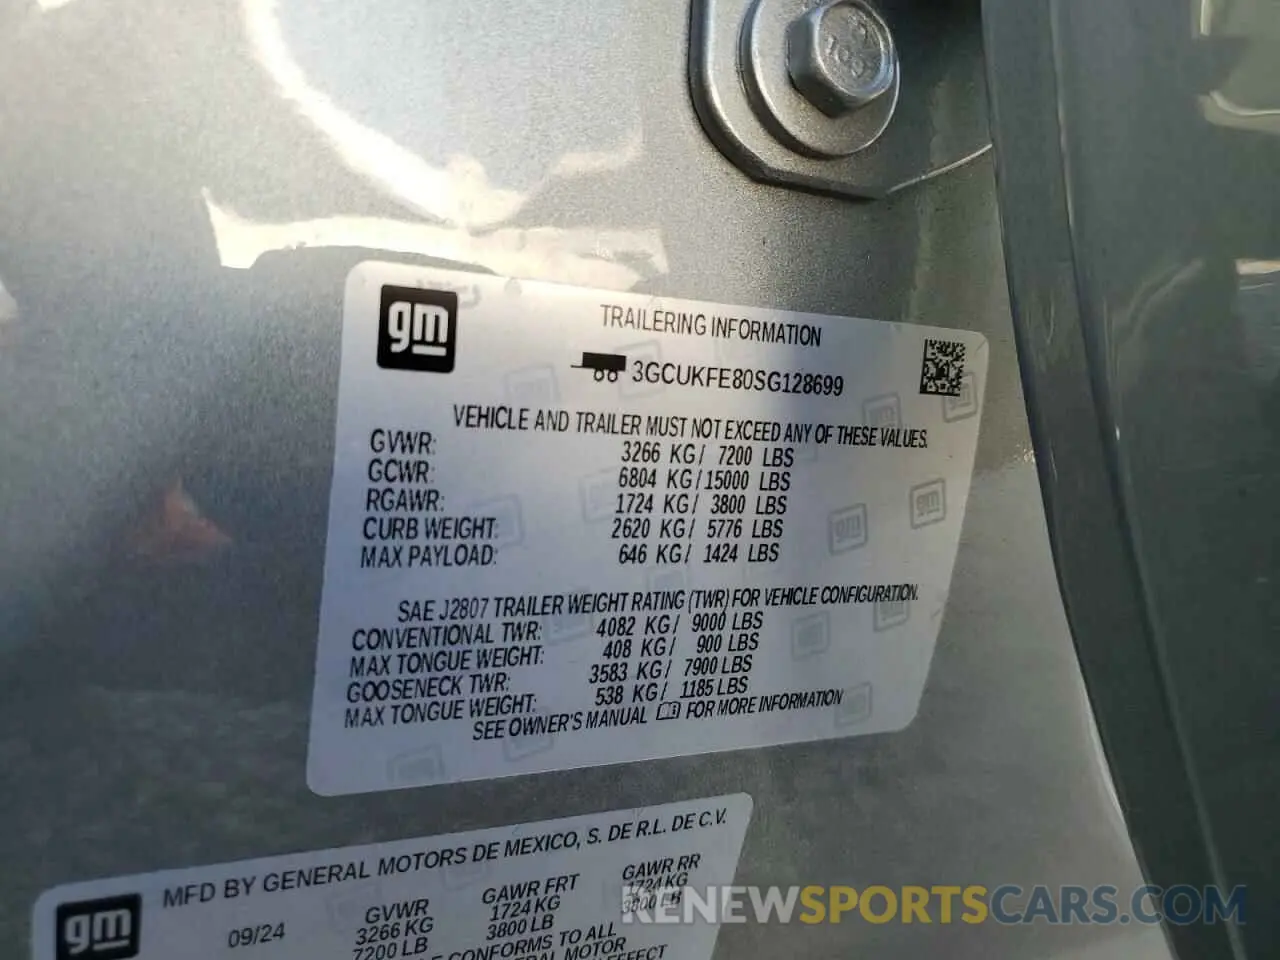 gm
TRAILERING INFORMATION
3GCUKFE80SG128699
VEHICLE AND TRAILER MUST NOT EXCEED ANY OF THESE VALUES.
GVWR: 3266 KG/ 7200 LBS
GCWR: 6804 KG/ 15000 LBS
RGAWR: 1724 KG/ 3800 LBS
CURB WEIGHT: 2620 KG/ 5776 LBS
MAX PAYLOAD: 646 KG/ 1424 LBS
SAE J2807 TRAILER WEIGHT RATING (TWR) FOR VEHICLE CONFIGURATION.
CONVENTIONAL TWR: 4082 KG/ 9000 LBS
MAX TONGUE WEIGHT: 408 KG/ 900 LBS
GOOSENECK TWR: 3583 KG/ 7900 LBS
MAX TONGUE WEIGHT: 538 KG/ 1185 LBS
SEE OWNER'S MANUAL FOR MORE INFORMATION
gm
MFD BY GENERAL MOTORS DE MEXICO, S. DE R.L. DE C.V.
09/24 GVWR GAWR FRT GAWR RR
3266 KG 1724 KG 1724 KG
7200 LB 3800 LB 3800 LB
CONFORMS TO ALL
MOTOR
EFFECT
RENEWSPORTSCARS.COM